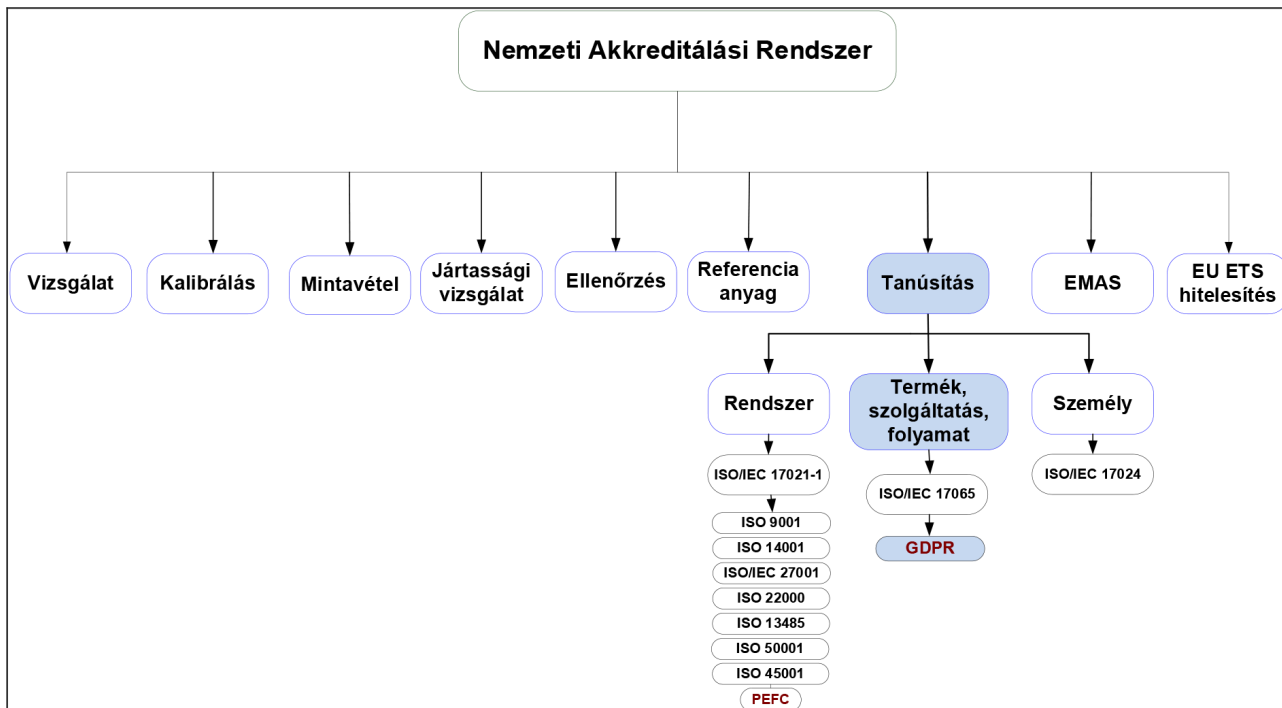 Nemzeti Akkreditálási Rendszer
Vizsgálat
Kalibrálás
Mintavétel
Jártassági
vizsgálat
Ellenőrzés
Referencia
anyag
Tanúsítás
EMAS
EU ETS
hitelesítés
Rendszer
Termék,
szolgáltatás,
folyamat
Személy
ISO/IEC 17021-1
ISO/IEC 17065
ISO/IEC 17024
ISO 9001
ISO 14001
ISO/IEC 27001
ISO 22000
ISO 13485
ISO 50001
ISO 45001
PEFC
GDPR